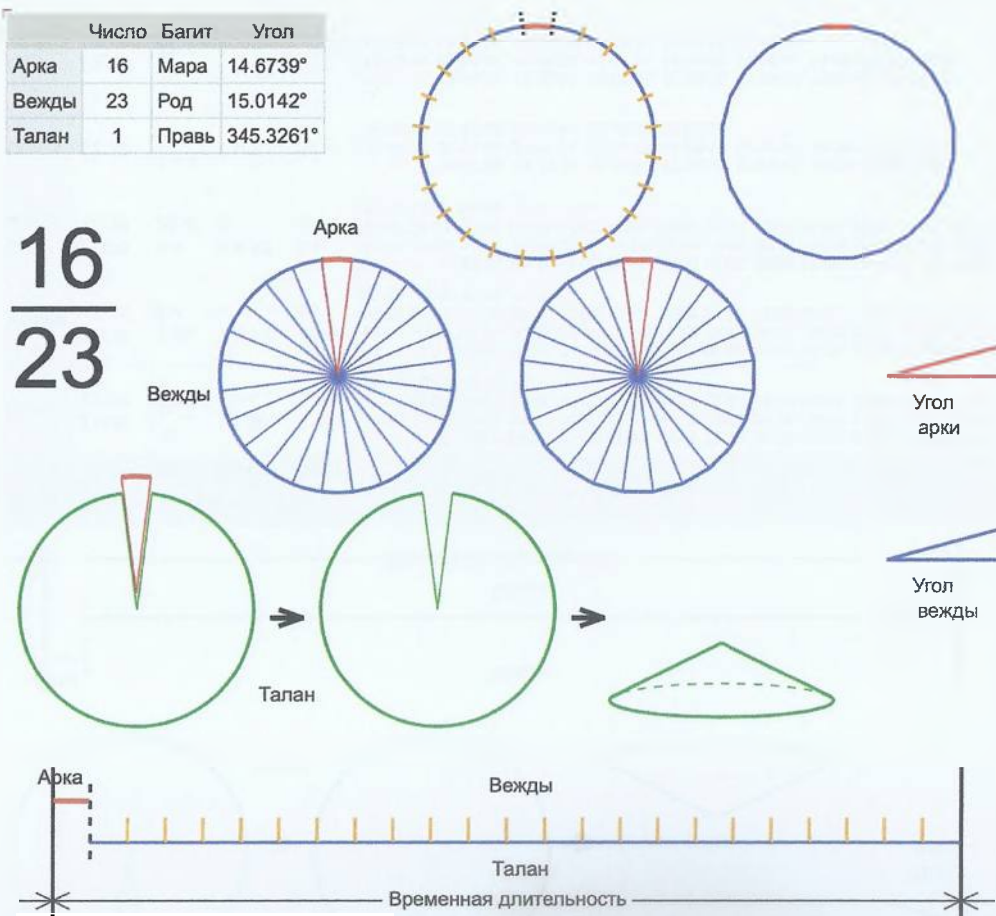 Число Багит Угол
Арка 16 Мара 14.6739°
Вежды 23 Род 15.0142°
Талан 1 Правь 345.3261°
16
23
Арка
Вежды
Угол
арки
Угол
вежды
Талан
Арка
Вежды
Талан
Временная длительность